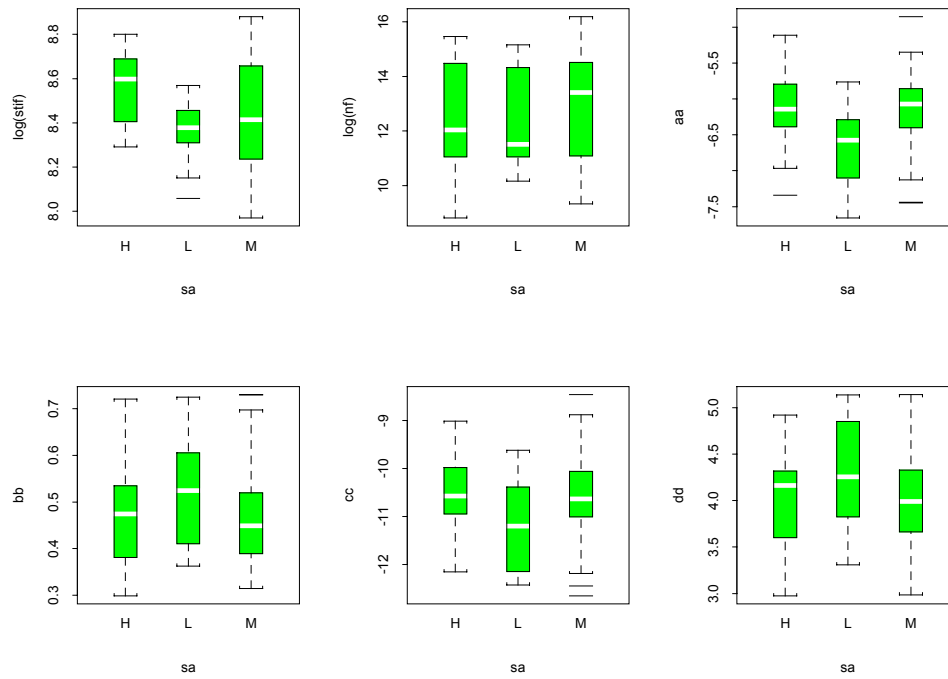 log(stif)
8.0 8.2 8.4 8.6 8.8
H L M
sa
log(nf)
10 12 14 16
H L M
sa
aa
-7.5 -6.5 -5.5
H L M
sa
bb
0.3 0.4 0.5 0.6 0.7
H L M
sa
cc
-12 -11 -10 -9
H L M
sa
dd
3.0 3.5 4.0 4.5 5.0
H L M
sa